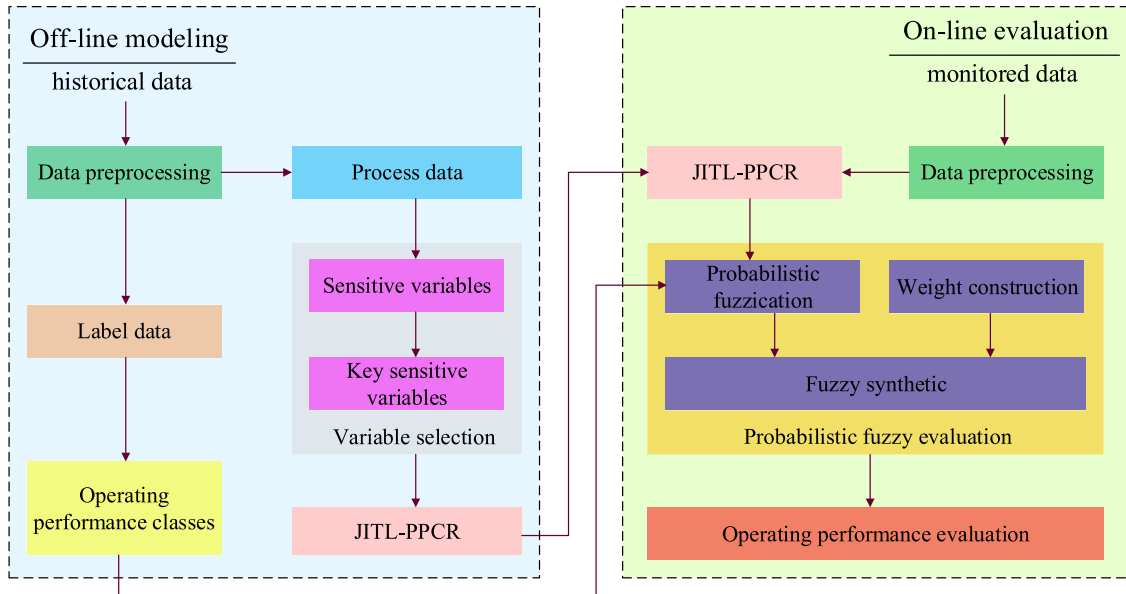 Off-line modeling
historical data
Data preprocessing
Process data
Sensitive variables
Label data
Key sensitive
variables
Variable selection
Operating
performance classes
JITL-PPCR
On-line evaluation
monitored data
JITL-PPCR
Data preprocessing
Probabilistic
fuzzication
Weight construction
Fuzzy synthetic
Probabilistic fuzzy evaluation
Operating performance evaluation